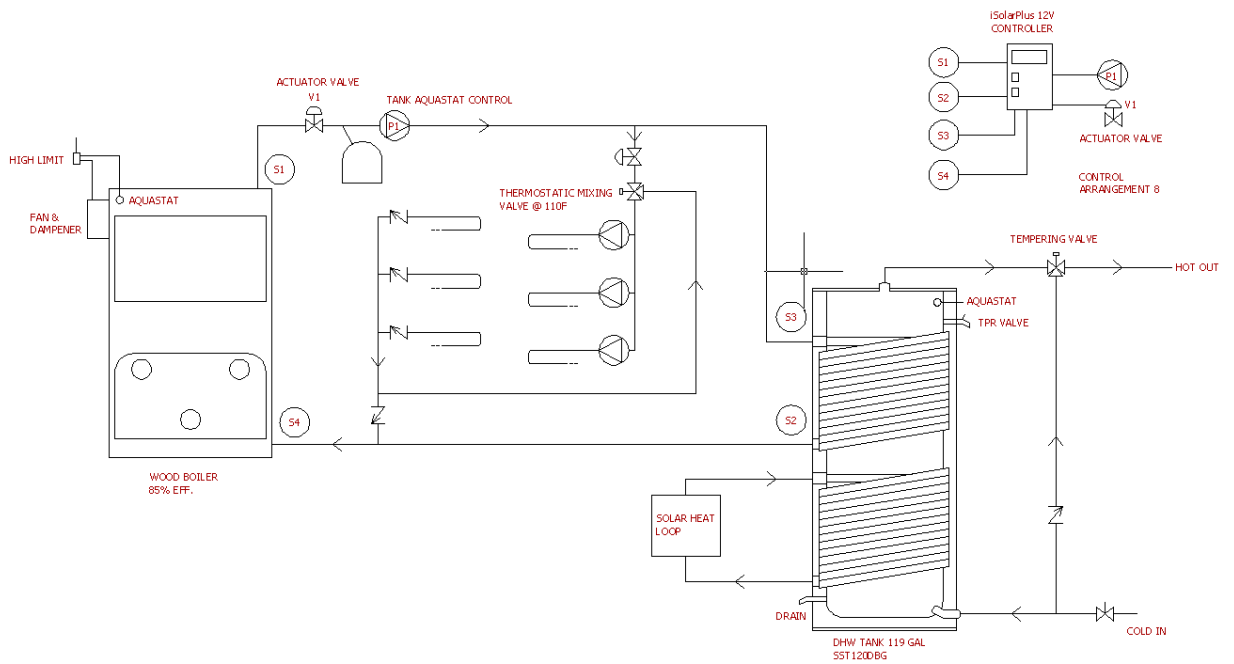 iSolarPlus 12V
CONTROLLER
S1
S2
S3
S4
P1
V1
ACTUATOR VALVE
CONTROL
ARRANGEMENT 8
ACTUATOR VALVE
V1
TANK AQUASTAT CONTROL
P1
HIGH LIMIT
S1
AQUASTAT
FAN &
DAMPENER
THERMOSTATIC MIXING
VALVE @ 110F
TEMPERING VALVE
HOT OUT
AQUASTAT
TPR VALVE
S3
S2
S4
WOOD BOILER
85% EFF.
SOLAR HEAT
LOOP
DRAIN
COLD IN
DHW TANK 119 GAL
SST120DBG